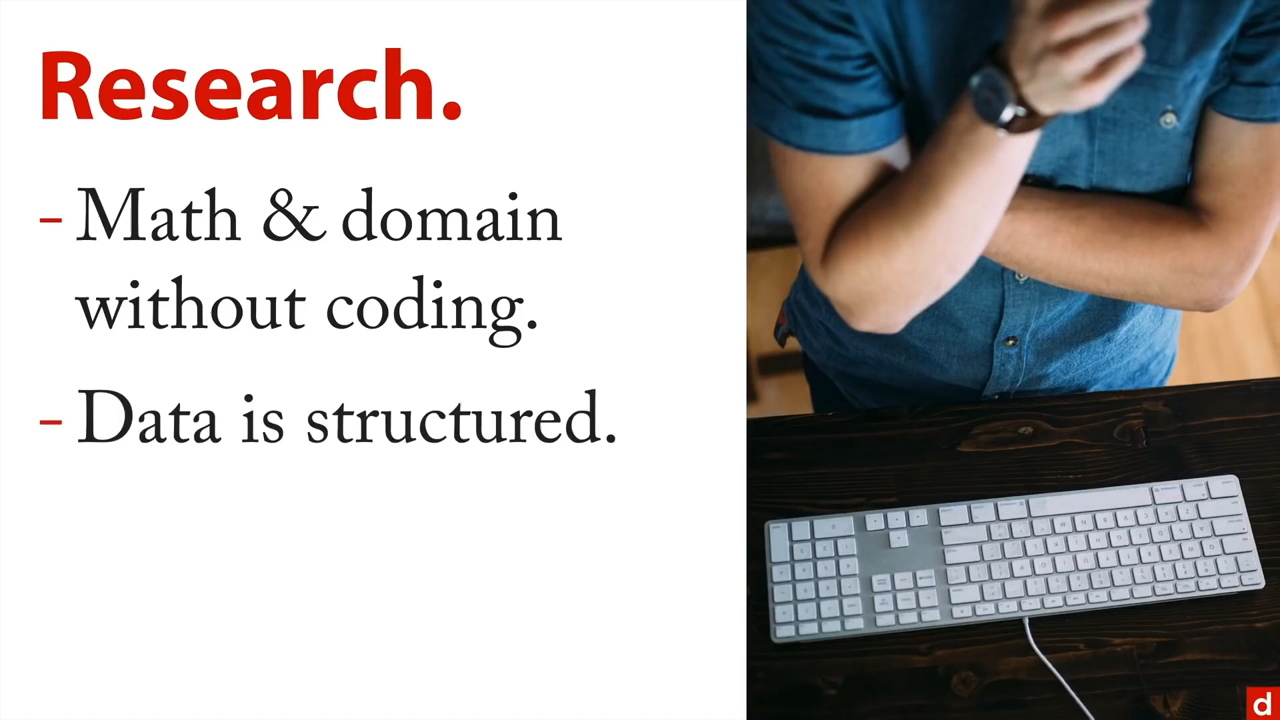 Research.
- Math & domain
without coding.
- Data is structured.
d